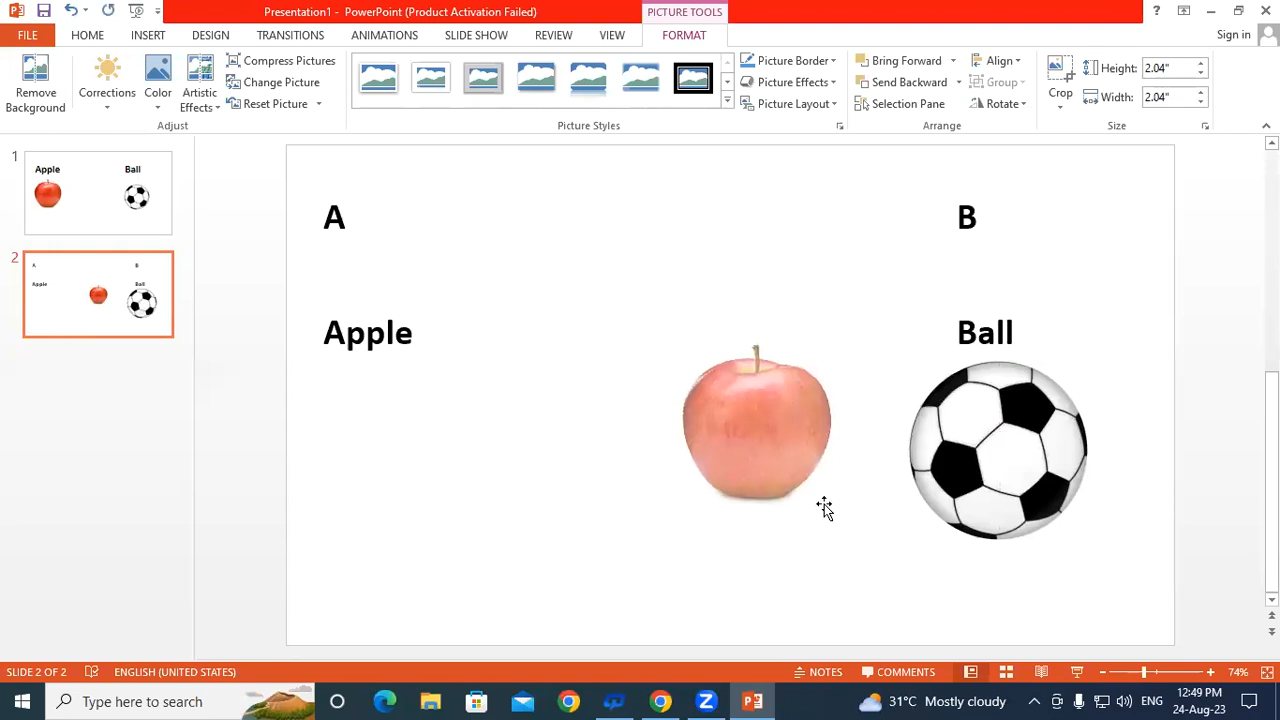 Presentation1 - PowerPoint (Product Activation Failed)
PICTURE TOOLS
?
FILE
HOME
INSERT
DESIGN
TRANSITIONS
ANIMATIONS
SLIDE SHOW
REVIEW
VIEW
FORMAT
Sign in
Remove Background
Corrections
Color
Artistic Effects
Compress Pictures
Change Picture
Reset Picture
Adjust
Picture Styles
Picture Border
Picture Effects
Picture Layout
Bring Forward
Send Backward
Selection Pane
Align
Group
Rotate
Arrange
Crop
Height: 2.04"
Width: 2.04"
Size
1
Apple Ball
2
A B
Apple Ball
A B
Apple Ball
SLIDE 2 OF 2
ENGLISH (UNITED STATES)
NOTES
COMMENTS
74%
Type here to search
31°C Mostly cloudy
ENG
12:49 PM
24-Aug-23